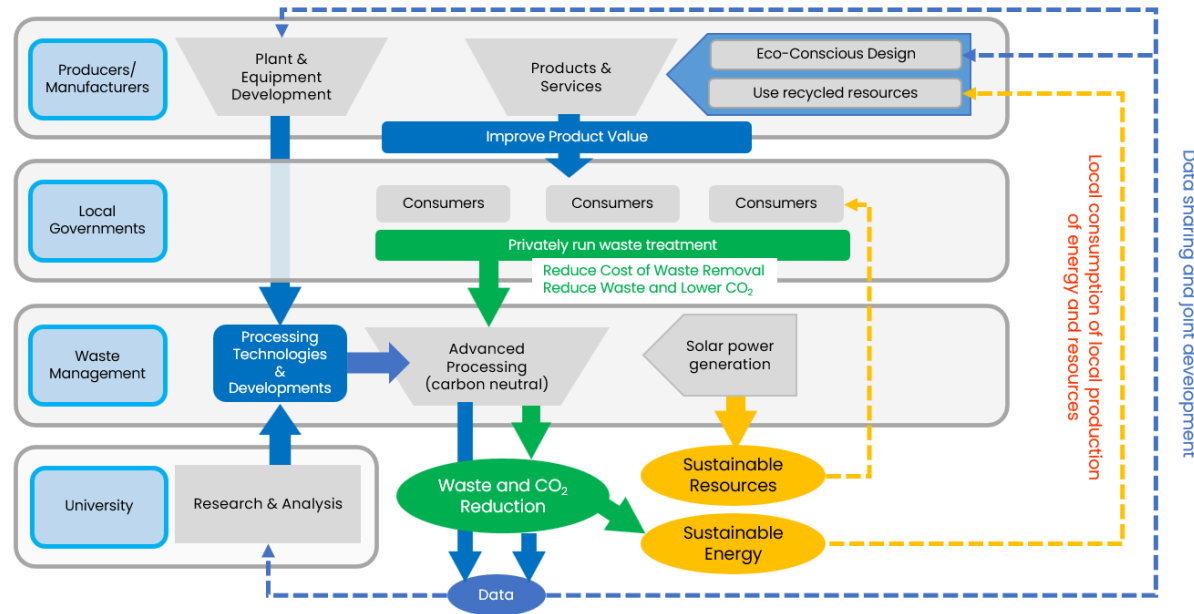 Producers/
Manufacturers
Plant &
Equipment
Development
Products &
Services
Eco-Conscious Design
Use recycled resources
Improve Product Value
Local
Governments
Consumers
Consumers
Consumers
Privately run waste treatment
Reduce Cost of Waste Removal
Reduce Waste and Lower CO₂
Waste
Management
Processing
Technologies
&
Developments
Advanced
Processing
(carbon neutral)
Solar power
generation
University
Research & Analysis
Waste and CO₂
Reduction
Sustainable
Resources
Sustainable
Energy
Data
Local consumption of local production
of energy and resources
Data sharing and joint development